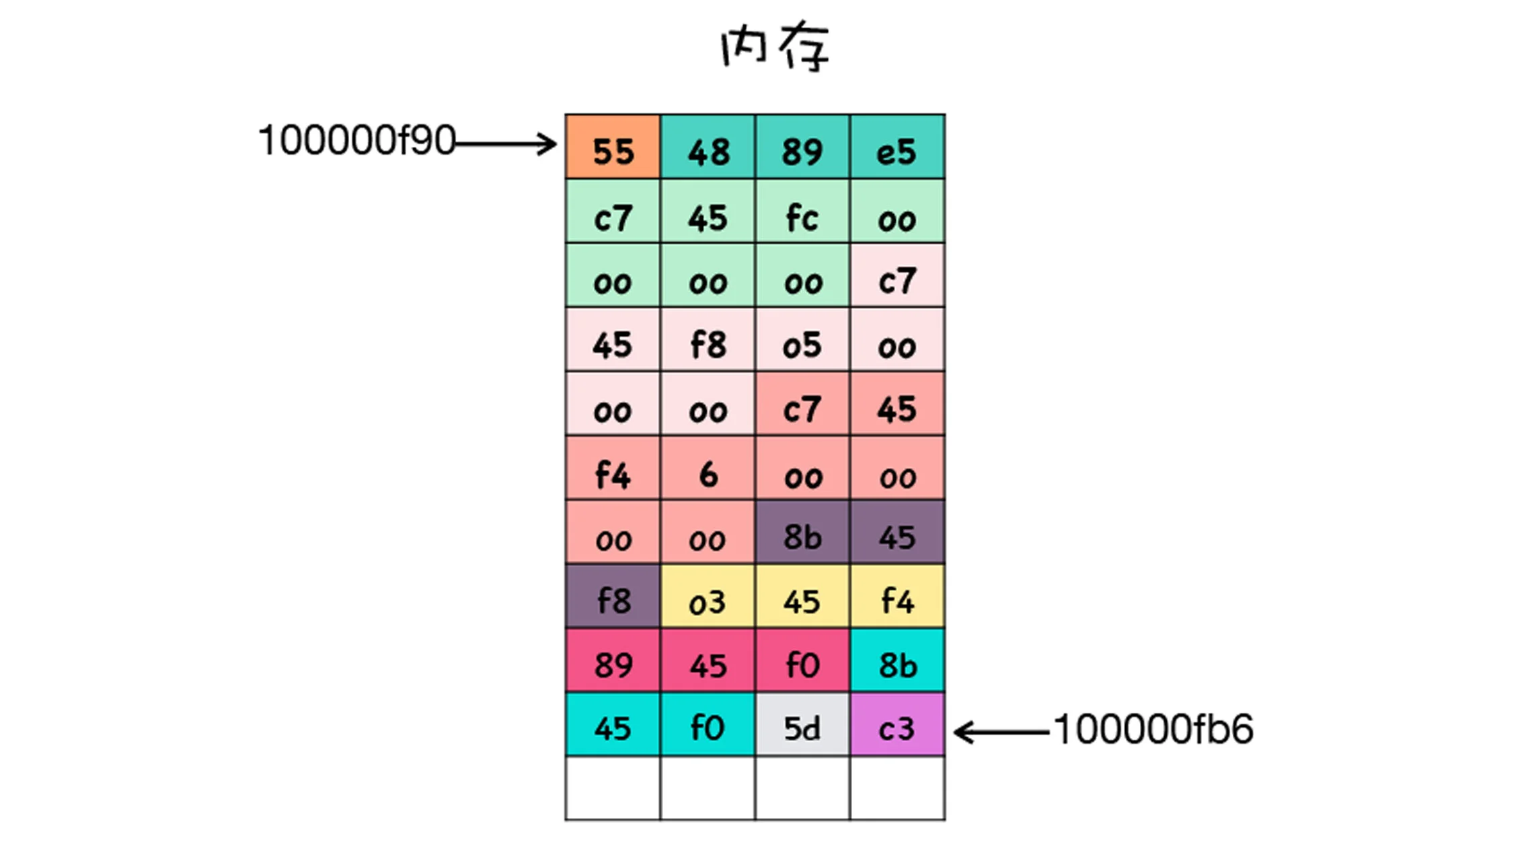 内存
100000f90 55 48 89 e5
c7 45 fc 00
00 00 00 c7
45 f8 05 00
00 00 c7 45
f4 6 00 00
00 00 8b 45
f8 03 45 f4
89 45 f0 8b
45 f0 5d c3 100000fb6